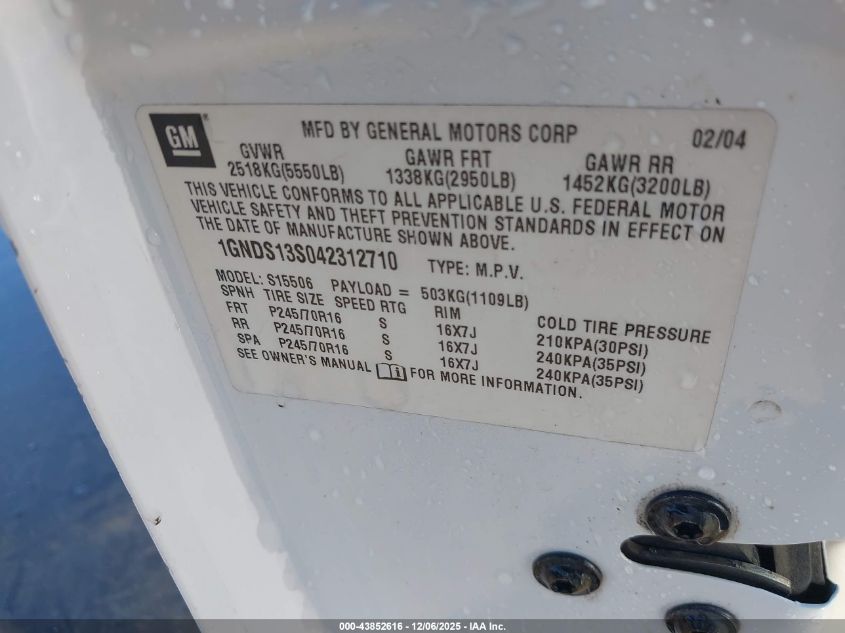 GM ®
MFD BY GENERAL MOTORS CORP 02/04
GVWR GAWR FRT GAWR RR
2518KG(5550LB) 1338KG(2950LB) 1452KG(3200LB)
THIS VEHICLE CONFORMS TO ALL APPLICABLE U.S. FEDERAL MOTOR
VEHICLE SAFETY AND THEFT PREVENTION STANDARDS IN EFFECT ON
THE DATE OF MANUFACTURE SHOWN ABOVE.
1GNDS13S042312710 TYPE: M.P.V.
MODEL: S15506 PAYLOAD = 503KG(1109LB)
SPNH TIRE SIZE SPEED RTG RIM COLD TIRE PRESSURE
FRT P245/70R16 S 16X7J 210KPA(30PSI)
RR P245/70R16 S 16X7J 240KPA(35PSI)
SPA P245/70R16 S 16X7J 240KPA(35PSI)
SEE OWNER'S MANUAL FOR MORE INFORMATION.
000-43852616 - 12/06/2025 - IAA Inc.